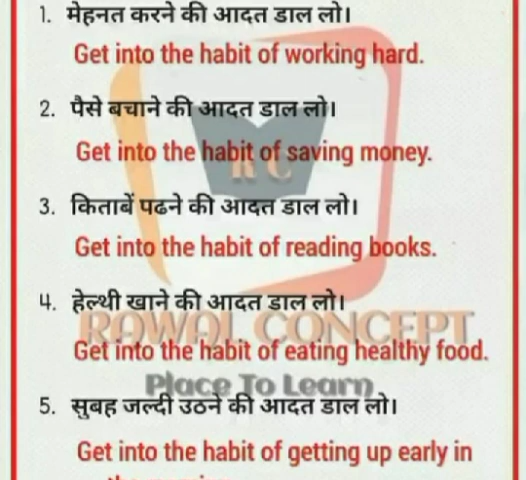 1. मेहनत करने की आदत डाल लो।
Get into the habit of working hard.
2. पैसे बचाने की आदत डाल लो।
Get into the habit of saving money.
3. किताबें पढने की आदत डाल लो।
Get into the habit of reading books.
4. हेल्थी खाने की आदत डाल लो।
ROWAL CONCEPT
Get into the habit of eating healthy food.
Place To Learn
5. सुबह जल्दी उठने की आदत डाल लो।
Get into the habit of getting up early in